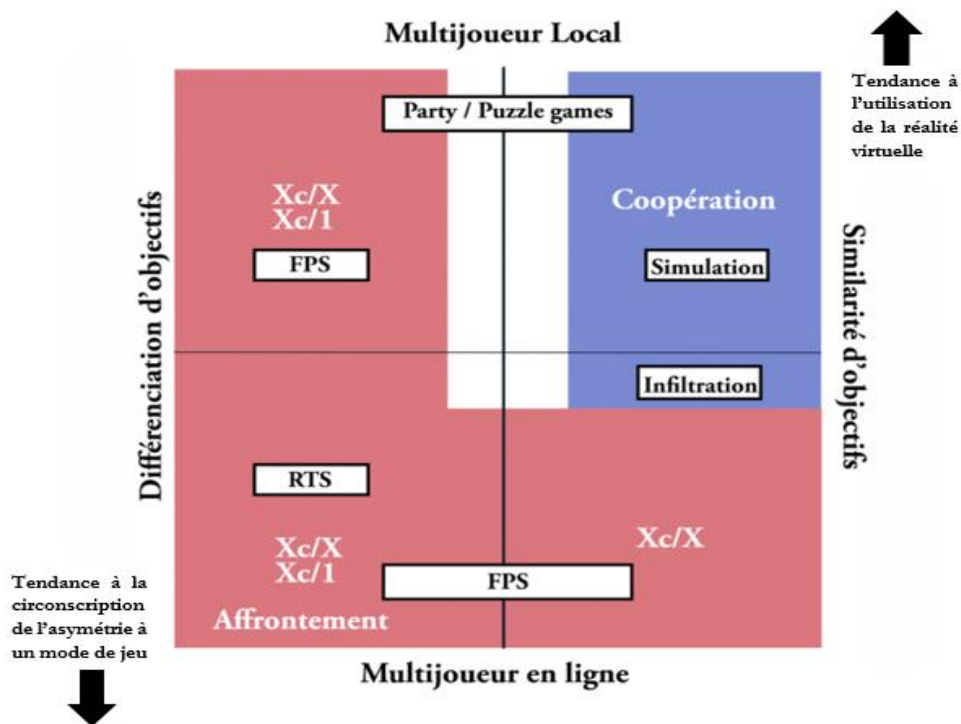 Multijoueur Local
Tendance à
l'utilisation
de la réalité
virtuelle
Party / Puzzle games
Xc/X
Xc/1
Coopération
FPS
Simulation
Différenciation d'objectifs
Similarité d'objectifs
Infiltration
RTS
Xc/X
Xc/1
Xc/X
FPS
Affrontement
Tendance à la
circonscription
de l'asymétrie à
un mode de jeu
Multijoueur en ligne